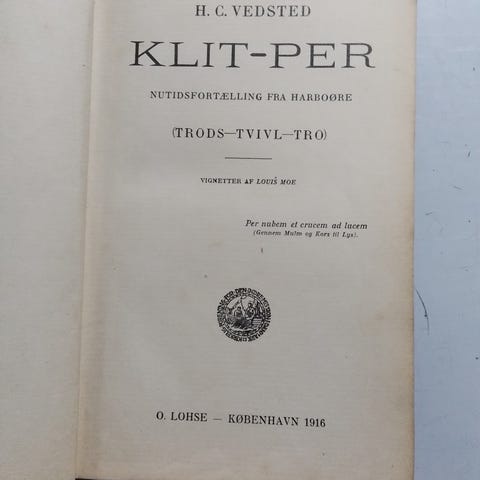 H. C. VEDSTED
KLIT-PER
NUTIDSFORTÆLLING FRA HARBOØRE
(TRODS—TVIVL—TRO)
VIGNETTER AF LOUIS MOE
Per nubem et crucem ad lucem
(Gennem Mulm og Kors til Lys).
O. LOHSE — KØBENHAVN 1916